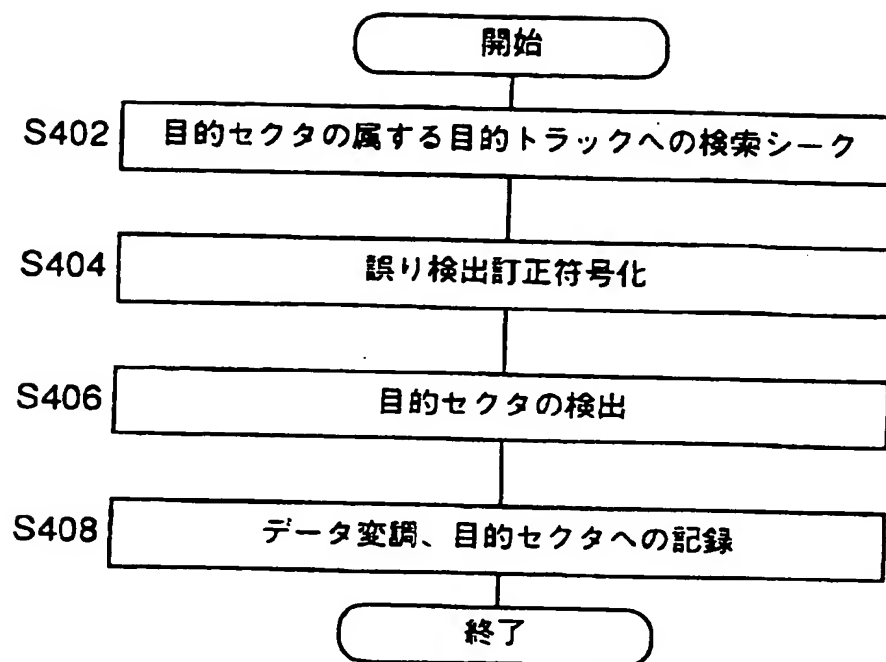 開始
S402 目的セクタの属する目的トラックへの検索シーク
S404 誤り検出訂正符号化
S406 目的セクタの検出
S408 データ変調、目的セクタへの記録
終了